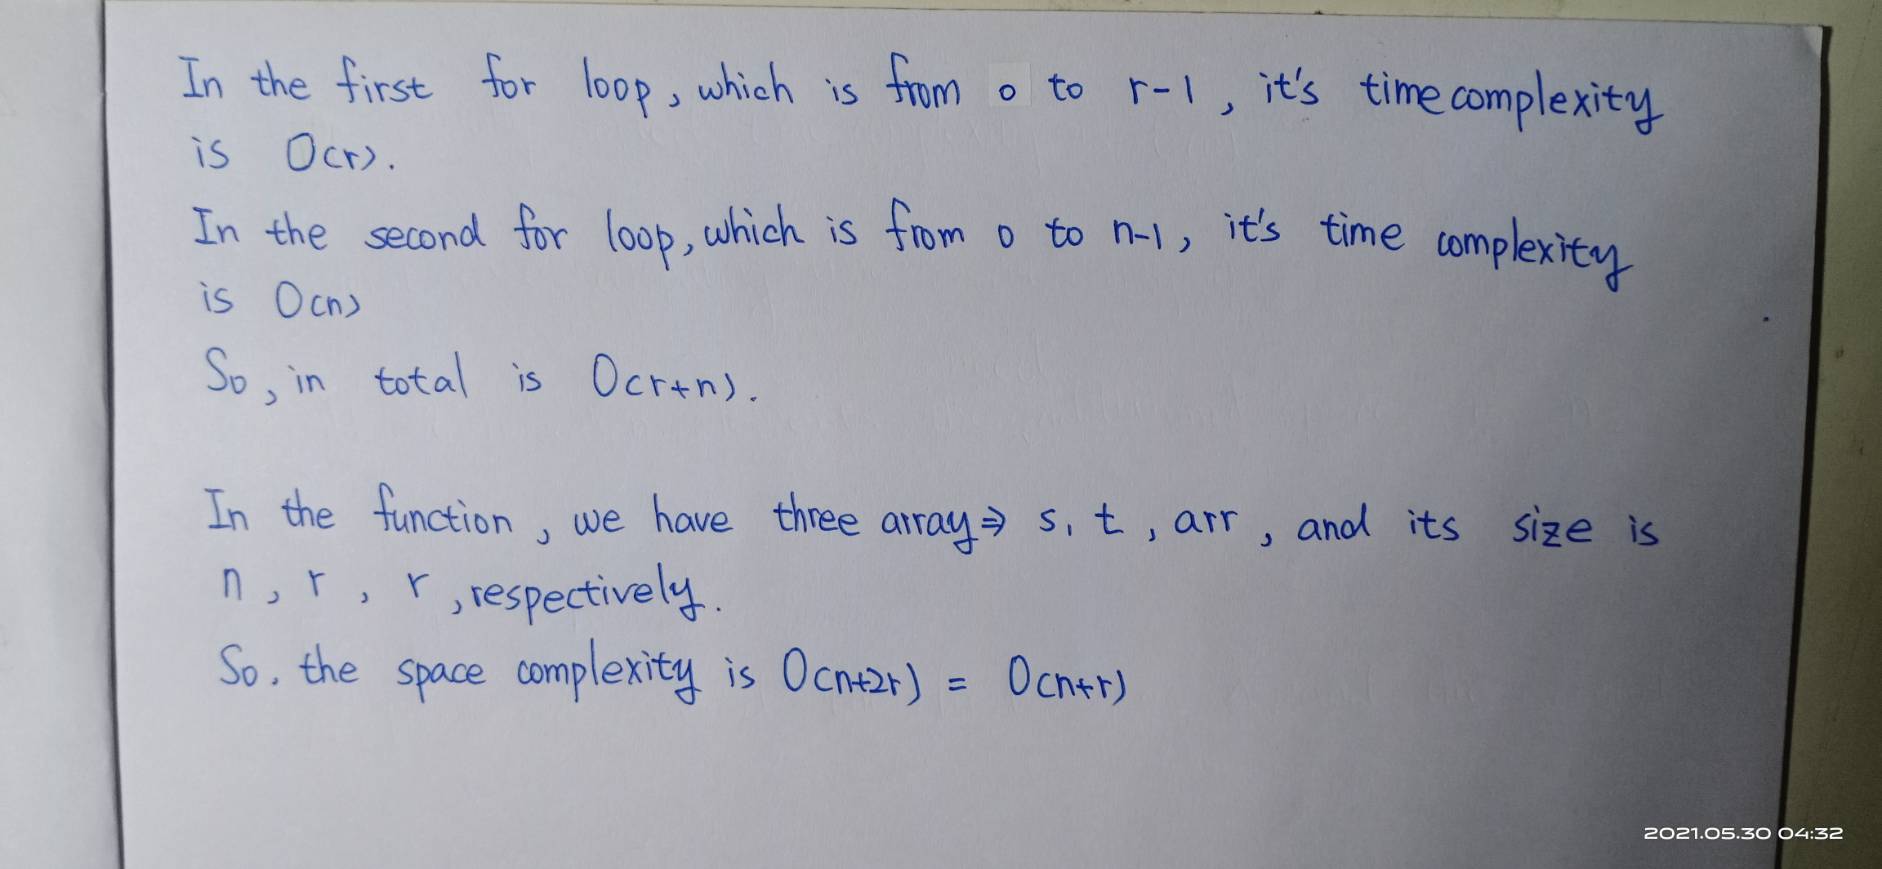 In the first for loop, which is from 0 to r-1, it's time complexity
is O(r).
In the second for loop, which is from 0 to n-1, it's time complexity
is O(n)
So, in total is O(r+n).
In the function, we have three array⇒ s, t, arr, and its size is
n, r, r, respectively.
So, the space complexity is O(n+2r) = O(n+r)
2021.05.30 04:32